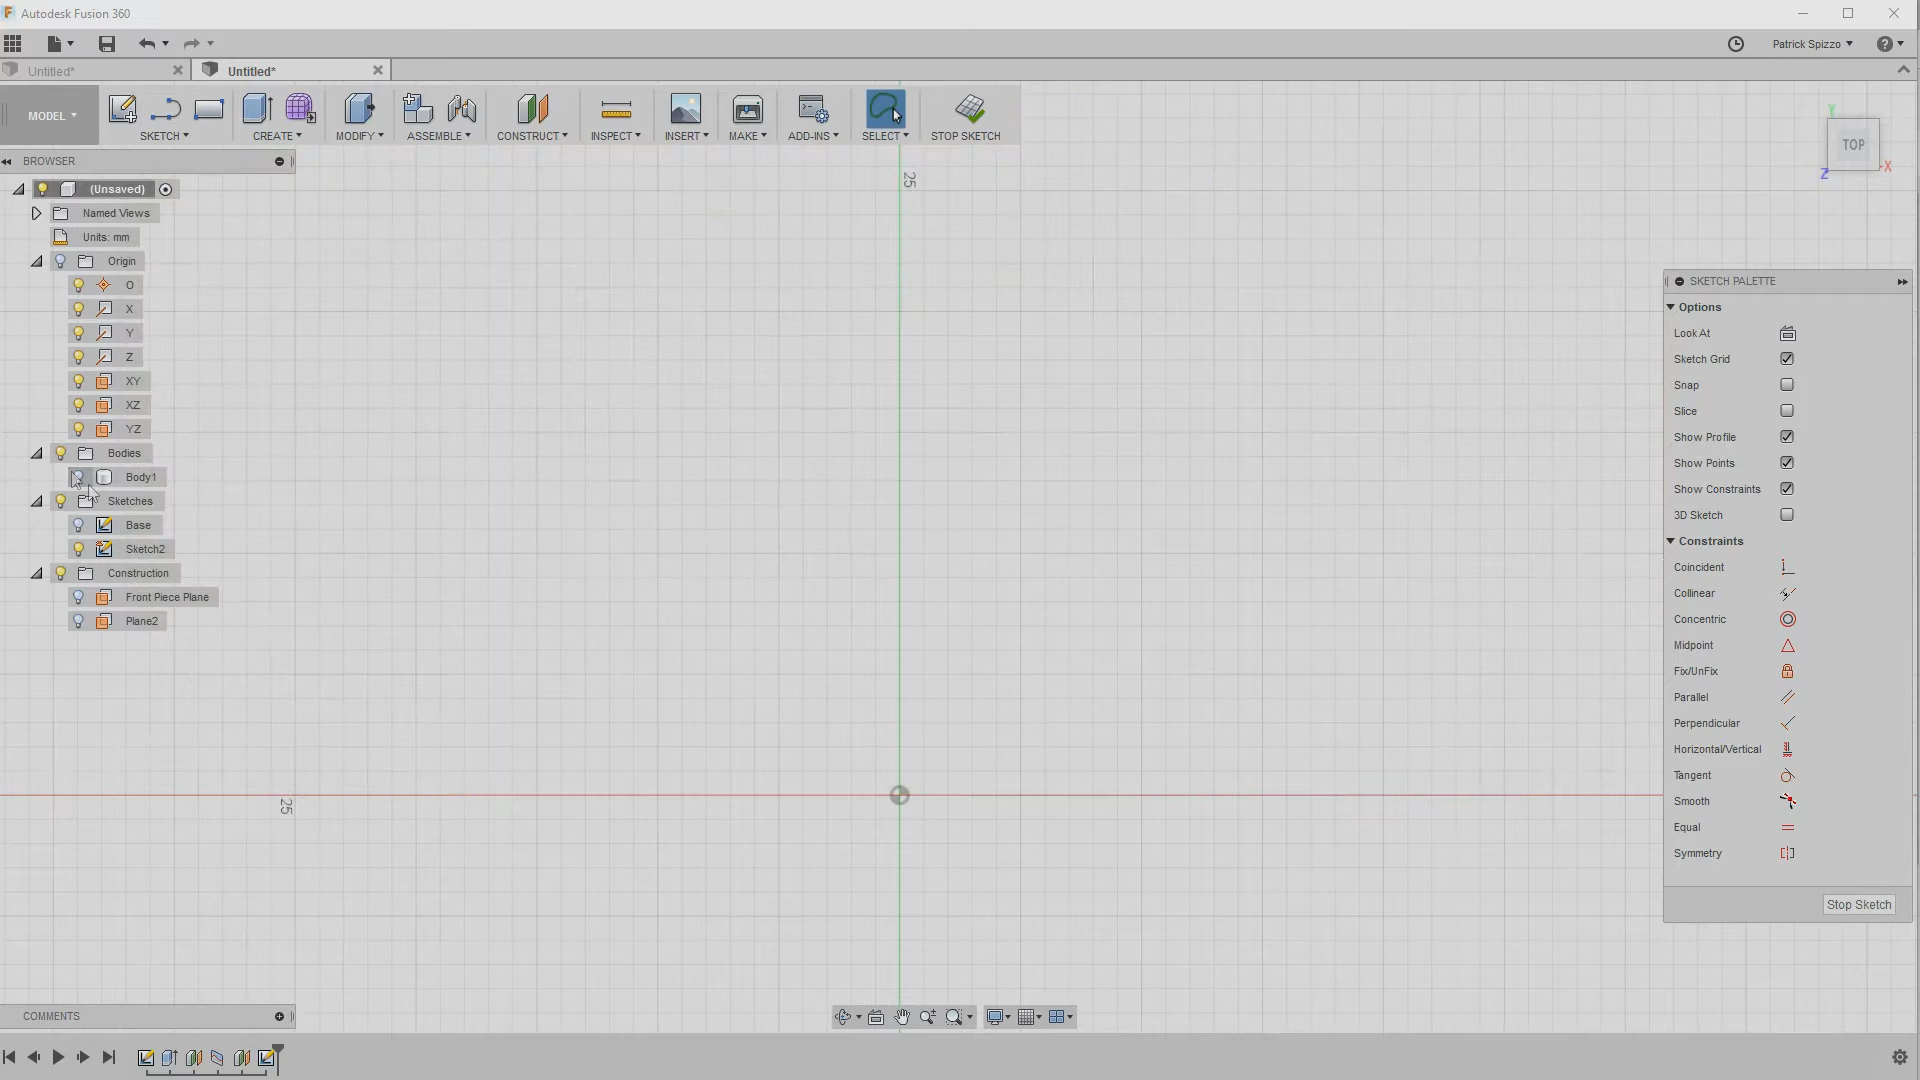 Autodesk Fusion 360
Patrick Spizzo
Untitled*
Untitled*
MODEL
SKETCH
CREATE
MODIFY
ASSEMBLE
CONSTRUCT
INSPECT
INSERT
MAKE
ADD-INS
SELECT
STOP SKETCH
BROWSER
(Unsaved)
Named Views
Units: mm
Origin
O
X
Y
Z
XY
XZ
YZ
Bodies
Body1
Sketches
Base
Sketch2
Construction
Front Piece Plane
Plane2
25
25
Y
TOP
X
Z
SKETCH PALETTE
Options
Look At
Sketch Grid
Snap
Slice
Show Profile
Show Points
Show Constraints
3D Sketch
Constraints
Coincident
Collinear
Concentric
Midpoint
Fix/UnFix
Parallel
Perpendicular
Horizontal/Vertical
Tangent
Smooth
Equal
Symmetry
Stop Sketch
COMMENTS